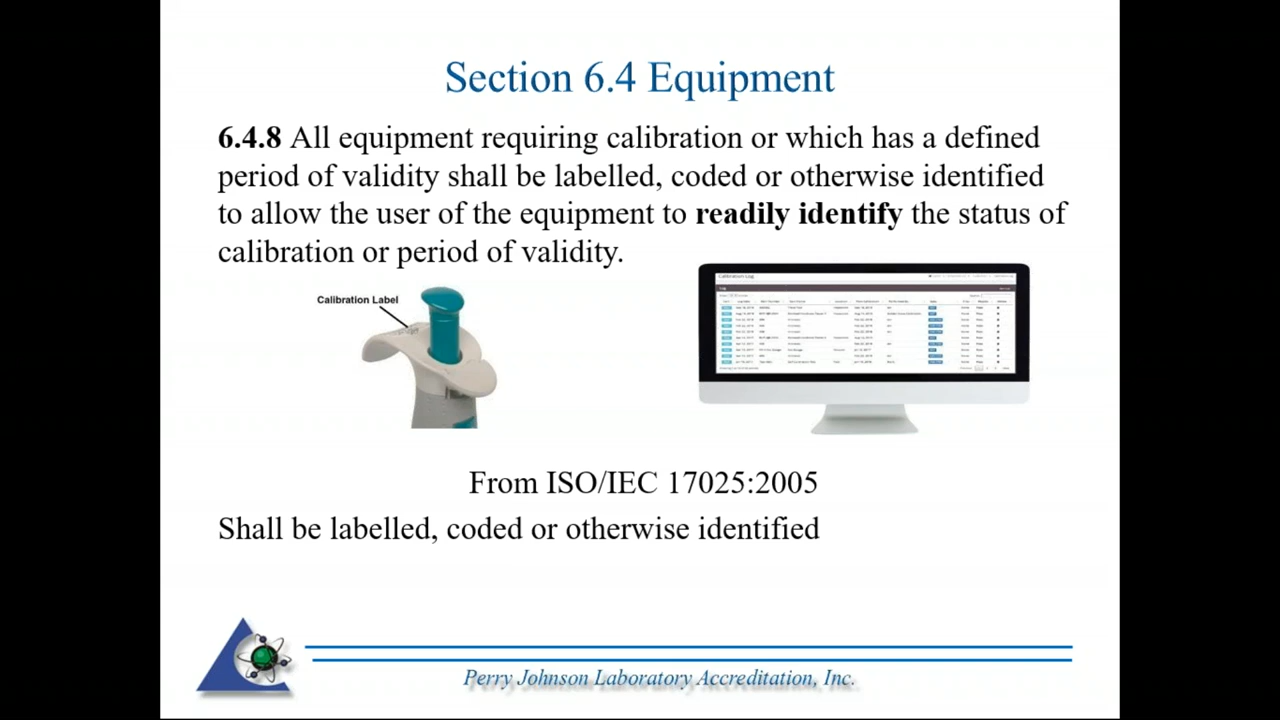 Section 6.4 Equipment
6.4.8 All equipment requiring calibration or which has a defined
period of validity shall be labelled, coded or otherwise identified
to allow the user of the equipment to readily identify the status of
calibration or period of validity.
Calibration Label
Calibration Log
From ISO/IEC 17025:2005
Shall be labelled, coded or otherwise identified
Perry Johnson Laboratory Accreditation, Inc.